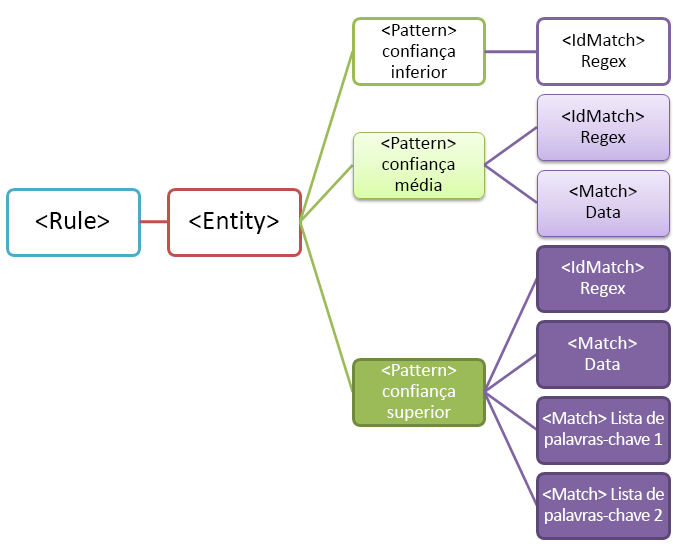 <Rule>
<Entity>
<Pattern>
confiança
inferior
<IdMatch>
Regex
<Pattern>
confiança
média
<IdMatch>
Regex
<Match>
Data
<Pattern>
confiança
superior
<IdMatch>
Regex
<Match>
Data
<Match> Lista de
palavras-chave 1
<Match> Lista de
palavras-chave 2